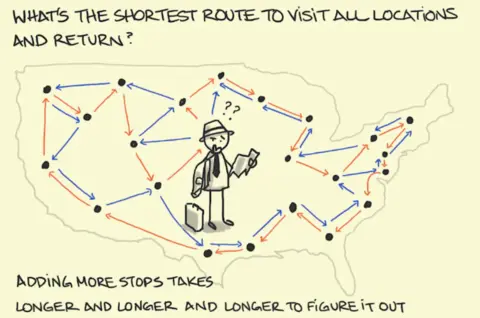 WHAT'S THE SHORTEST ROUTE TO VISIT ALL LOCATIONS
AND RETURN?
??
ADDING MORE STOPS TAKES
LONGER AND LONGER AND LONGER TO FIGURE IT OUT